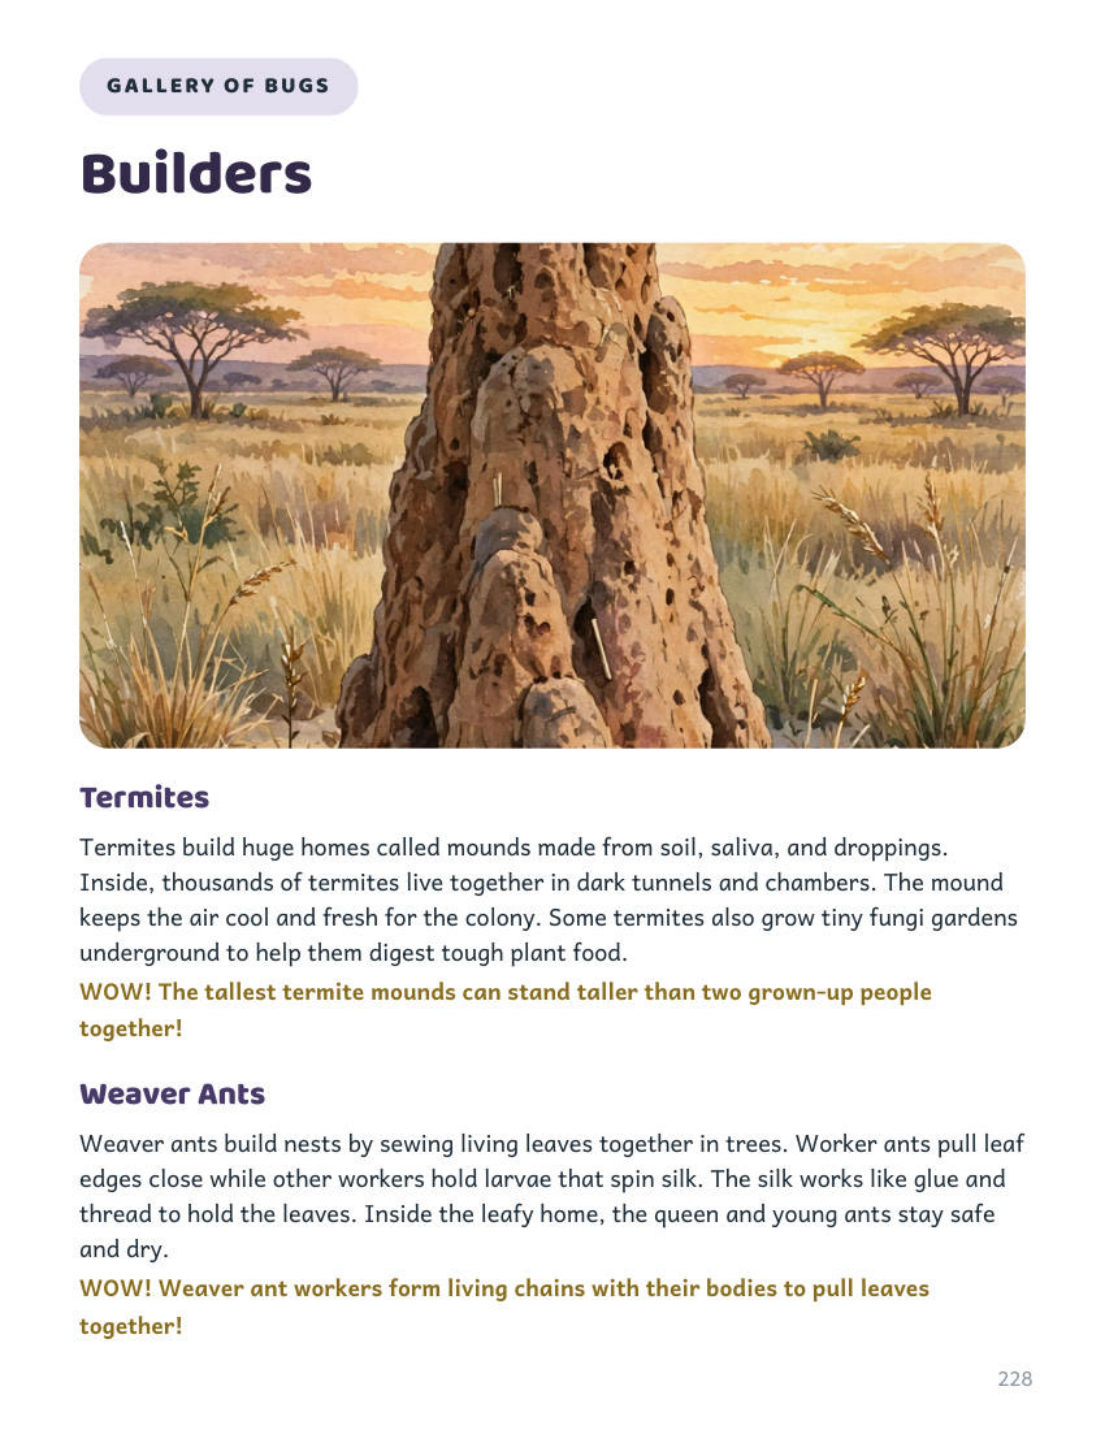 GALLERY OF BUGS
Builders
Termites
Termites build huge homes called mounds made from soil, saliva, and droppings.
Inside, thousands of termites live together in dark tunnels and chambers. The mound
keeps the air cool and fresh for the colony. Some termites also grow tiny fungi gardens
underground to help them digest tough plant food.
WOW! The tallest termite mounds can stand taller than two grown-up people
together!
Weaver Ants
Weaver ants build nests by sewing living leaves together in trees. Worker ants pull leaf
edges close while other workers hold larvae that spin silk. The silk works like glue and
thread to hold the leaves. Inside the leafy home, the queen and young ants stay safe
and dry.
WOW! Weaver ant workers form living chains with their bodies to pull leaves
together!
228